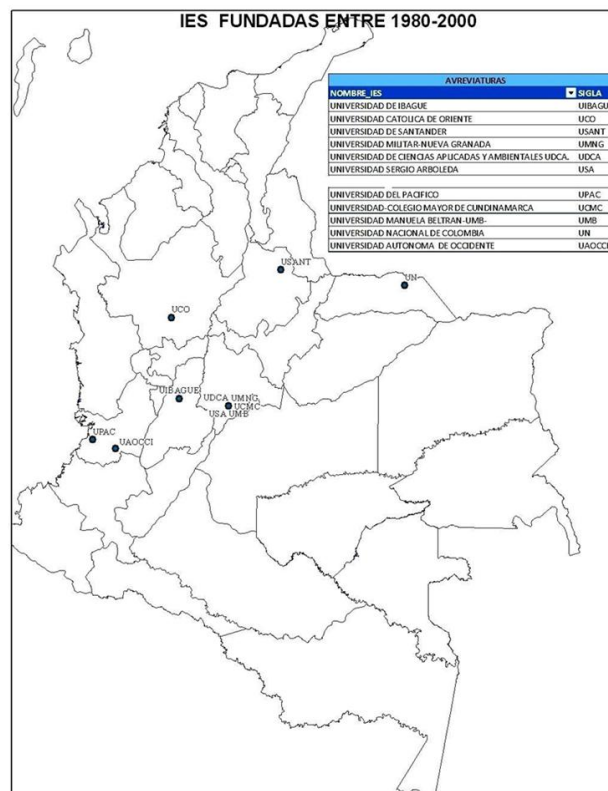 IES FUNDADAS ENTRE 1980-2000
AVREVIATURAS
NOMBRE_IES SIGLA
UNIVERSIDAD DE IBAGUE UIBAGU
UNIVERSIDAD CATOLICA DE ORIENTE UCO
UNIVERSIDAD DE SANTANDER USANT
UNIVERSIDAD MILITAR-NUEVA GRANADA UMNG
UNIVERSIDAD DE CIENCIAS APLICADAS Y AMBIENTALES UDCA. UDCA
UNIVERSIDAD SERGIO ARBOLEDA USA
UNIVERSIDAD DEL PACIFICO UPAC
UNIVERSIDAD-COLEGIO MAYOR DE CUNDINAMARCA UCMC
UNIVERSIDAD MANUELA BELTRAN-UMB- UMB
UNIVERSIDAD NACIONAL DE COLOMBIA UN
UNIVERSIDAD AUTONOMA DE OCCIDENTE UAOCCI
USANT
UN
UCO
UIBAGUE
UDCA UMNG
UCMC
USA UMB
UPAC
UAOCCI